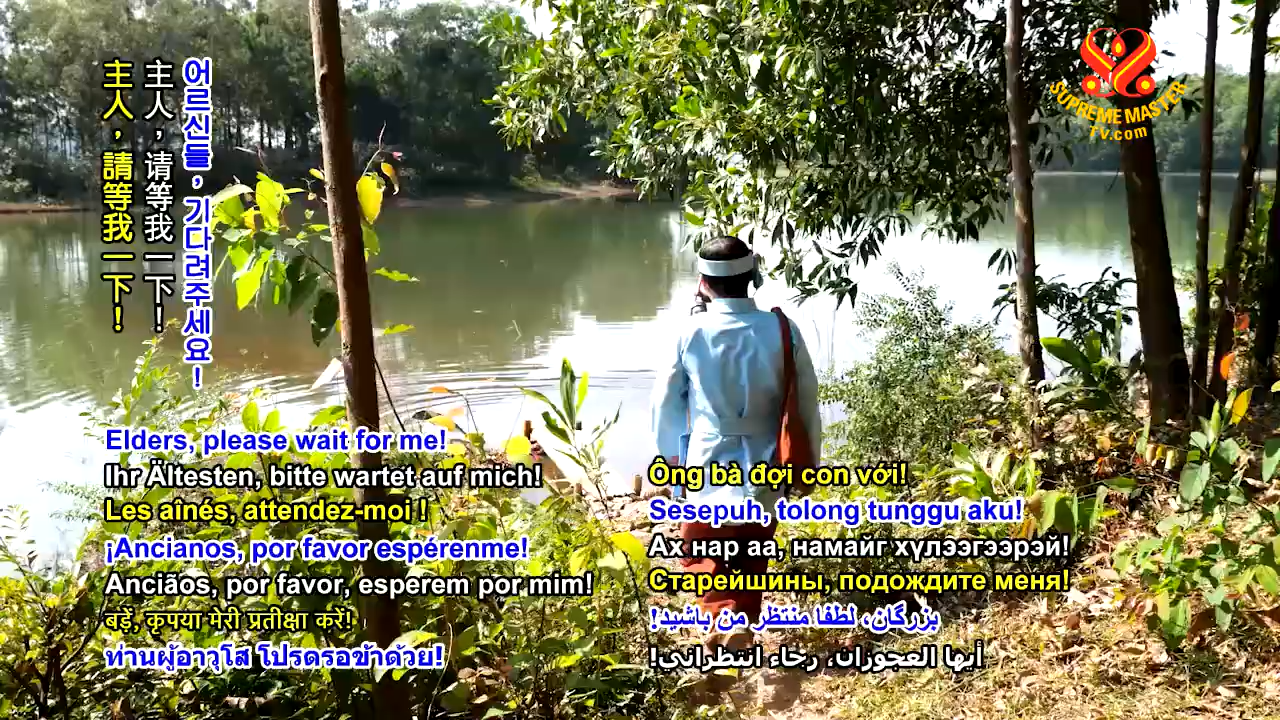 어르신들, 기다려주세요!
主人，请等我一下！
主人，請等我一下！
SUPREME MASTER
TV.com
Elders, please wait for me!
Ihr Ältesten, bitte wartet auf mich!
Les aînés, attendez-moi !
¡Ancianos, por favor espérenme!
Anciãos, por favor, esperem por mim!
बड़ें, कृपया मेरी प्रतीक्षा करें!
ท่านผู้อาวุโส โปรดรอข้าด้วย!
Ông bà đợi con với!
Sesepuh, tolong tunggu aku!
Ах нар аа, намайг хүлээгээрэй!
Старейшины, подождите меня!
بزرگان، لطفا منتظر من باشید!
أيها العجوزان، رجاء انتظراني!